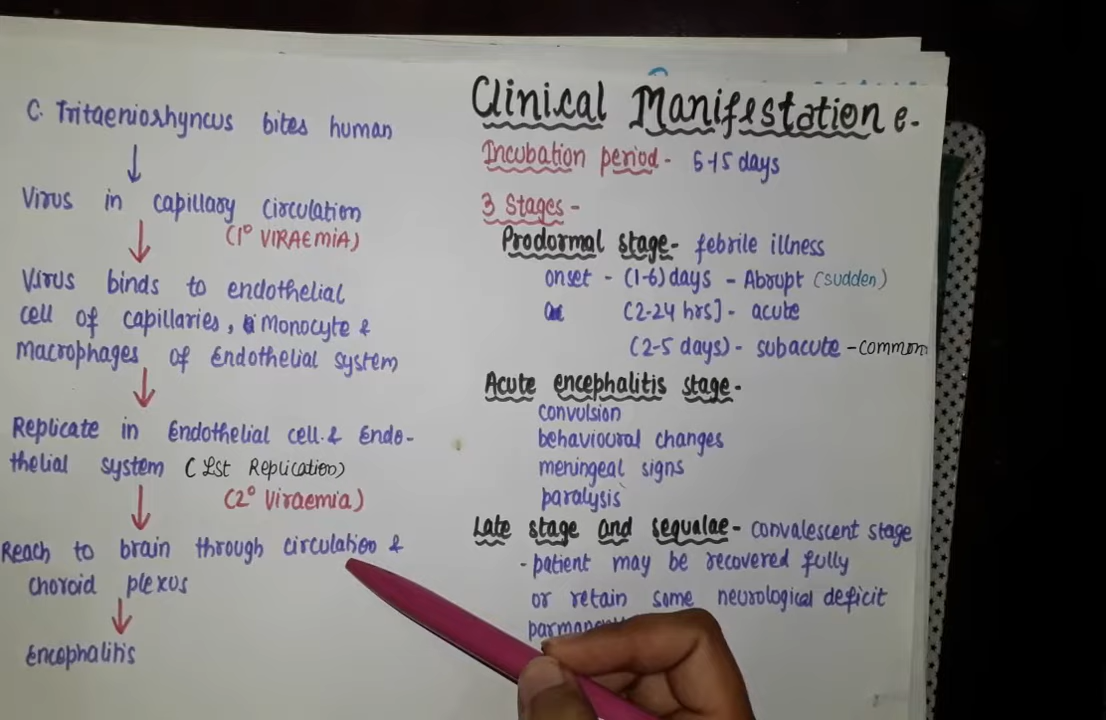 C. Tritaeniorhyncus bites human
↓
Virus in capillary circulation
↓ (1° VIRAEMIA)
Virus binds to endothelial
cell of capillaries, Monocyte &
Macrophages of Endothelial system
↓
Replicate in Endothelial cell & Endo-
thelial system (1st Replication)
↓ (2° Viraemia)
Reach to brain through circulation &
choroid plexus
↓
Encephalitis
Clinical Manifestation e-
Incubation period - 6-15 days
3 Stages -
Prodormal stage - febrile illness
onset - (1-6) days - Abrupt (sudden)
(2-24 hrs] - acute
(2-5 days) - subacute - common
Acute encephalitis stage -
convulsion
behavioural changes
meningeal signs
paralysis
Late stage and sequalae - convalescent stage
- patient may be recovered fully
or retain some neurological deficit